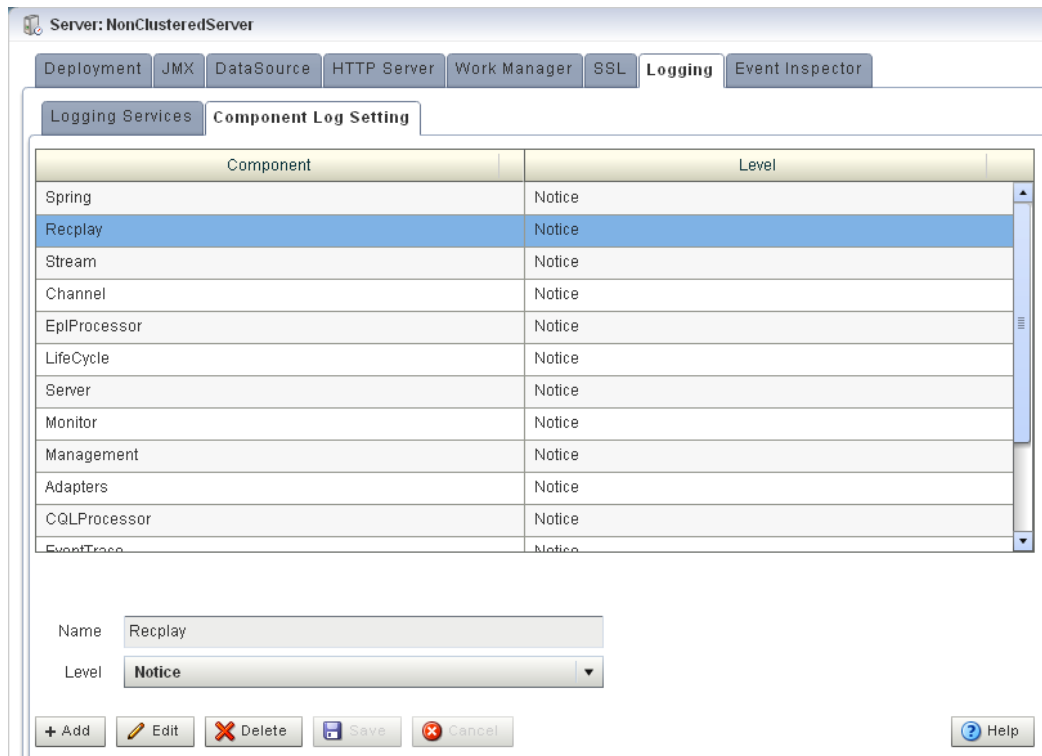 Server: NonClusteredServer
Deployment JMX DataSource HTTP Server Work Manager SSL Logging Event Inspector
Logging Services Component Log Setting
Component Level
Spring Notice
Recplay Notice
Stream Notice
Channel Notice
EplProcessor Notice
LifeCycle Notice
Server Notice
Monitor Notice
Management Notice
Adapters Notice
CQLProcessor Notice
EventTrace Notice
Name Recplay
Level Notice
+ Add Edit Delete Save Cancel ? Help